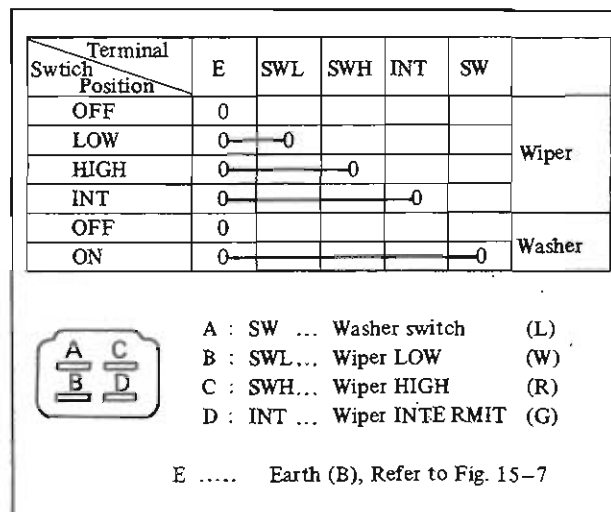 Terminal
Swtich
Position
E SWL SWH INT SW
OFF 0
LOW 0 0
HIGH 0 0
INT 0 0
Wiper
OFF 0
ON 0 0
Washer
A C
B D
A : SW ... Washer switch (L)
B : SWL... Wiper LOW (W)
C : SWH... Wiper HIGH (R)
D : INT ... Wiper INTE RMIT (G)
E ..... Earth (B), Refer to Fig. 15–7